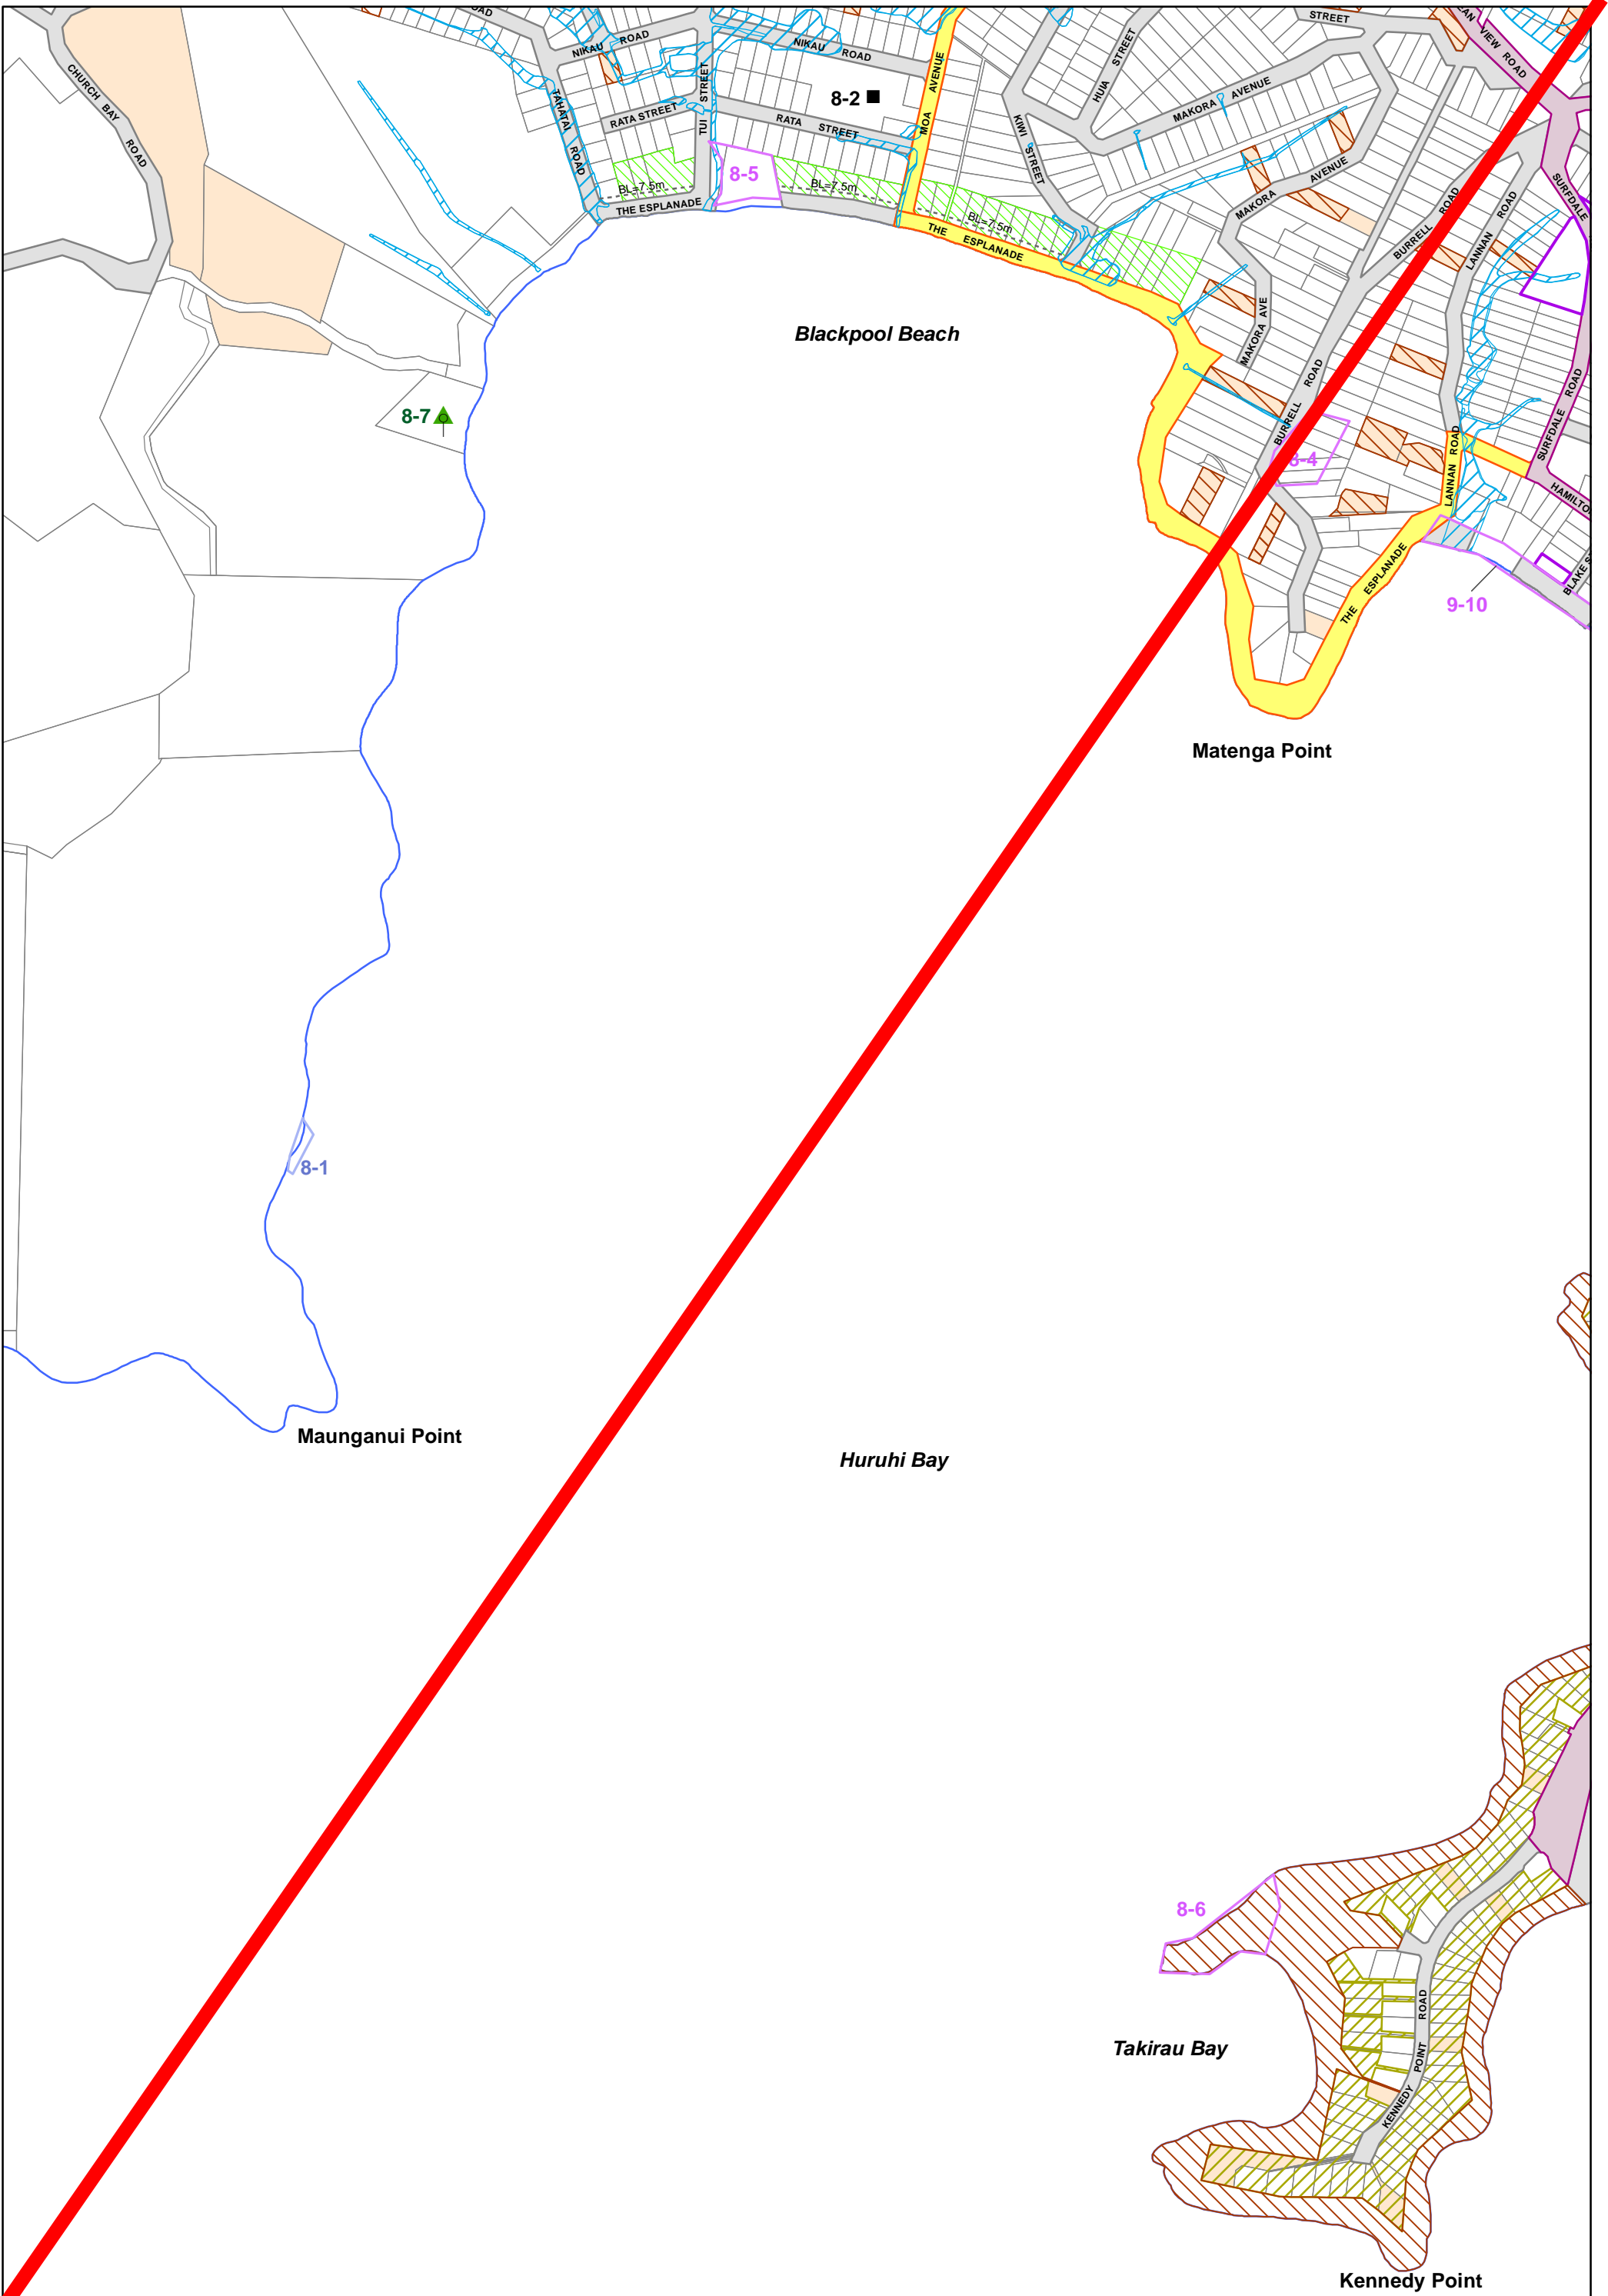 STREET
VIEW ROAD
NIKAU ROAD
NIKAU ROAD
CHURCH BAY ROAD
TAHATAI ROAD
TUI STREET
RATA STREET
RATA STREET
8-2
MOA AVENUE
HUIA STREET
KIWI STREET
MAKORA AVENUE
MAKORA AVENUE
MAKORA AVE
BURRELL ROAD
BURRELL ROAD
LANNAN ROAD
LANNAN ROAD
SURFDALE
SURFDALE ROAD
8-5
BL=7.5m
BL=7.5m
BL=7.5m
THE ESPLANADE
THE ESPLANADE
Blackpool Beach
8-7
THE ESPLANADE
9-10
Matenga Point
8-1
Maunganui Point
Huruhi Bay
8-6
Takirau Bay
KENNEDY POINT ROAD
Kennedy Point